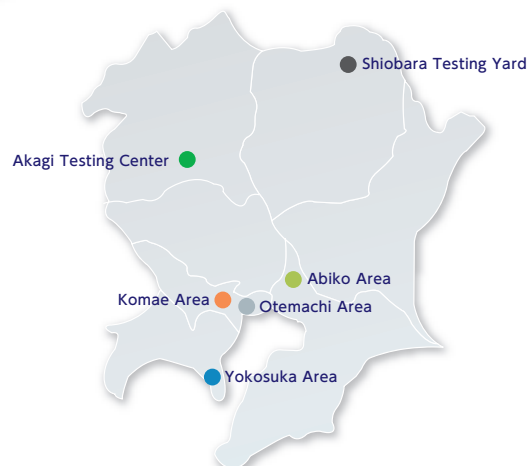 Shiobara Testing Yard
Akagi Testing Center
Abiko Area
Komae Area
Otemachi Area
Yokosuka Area